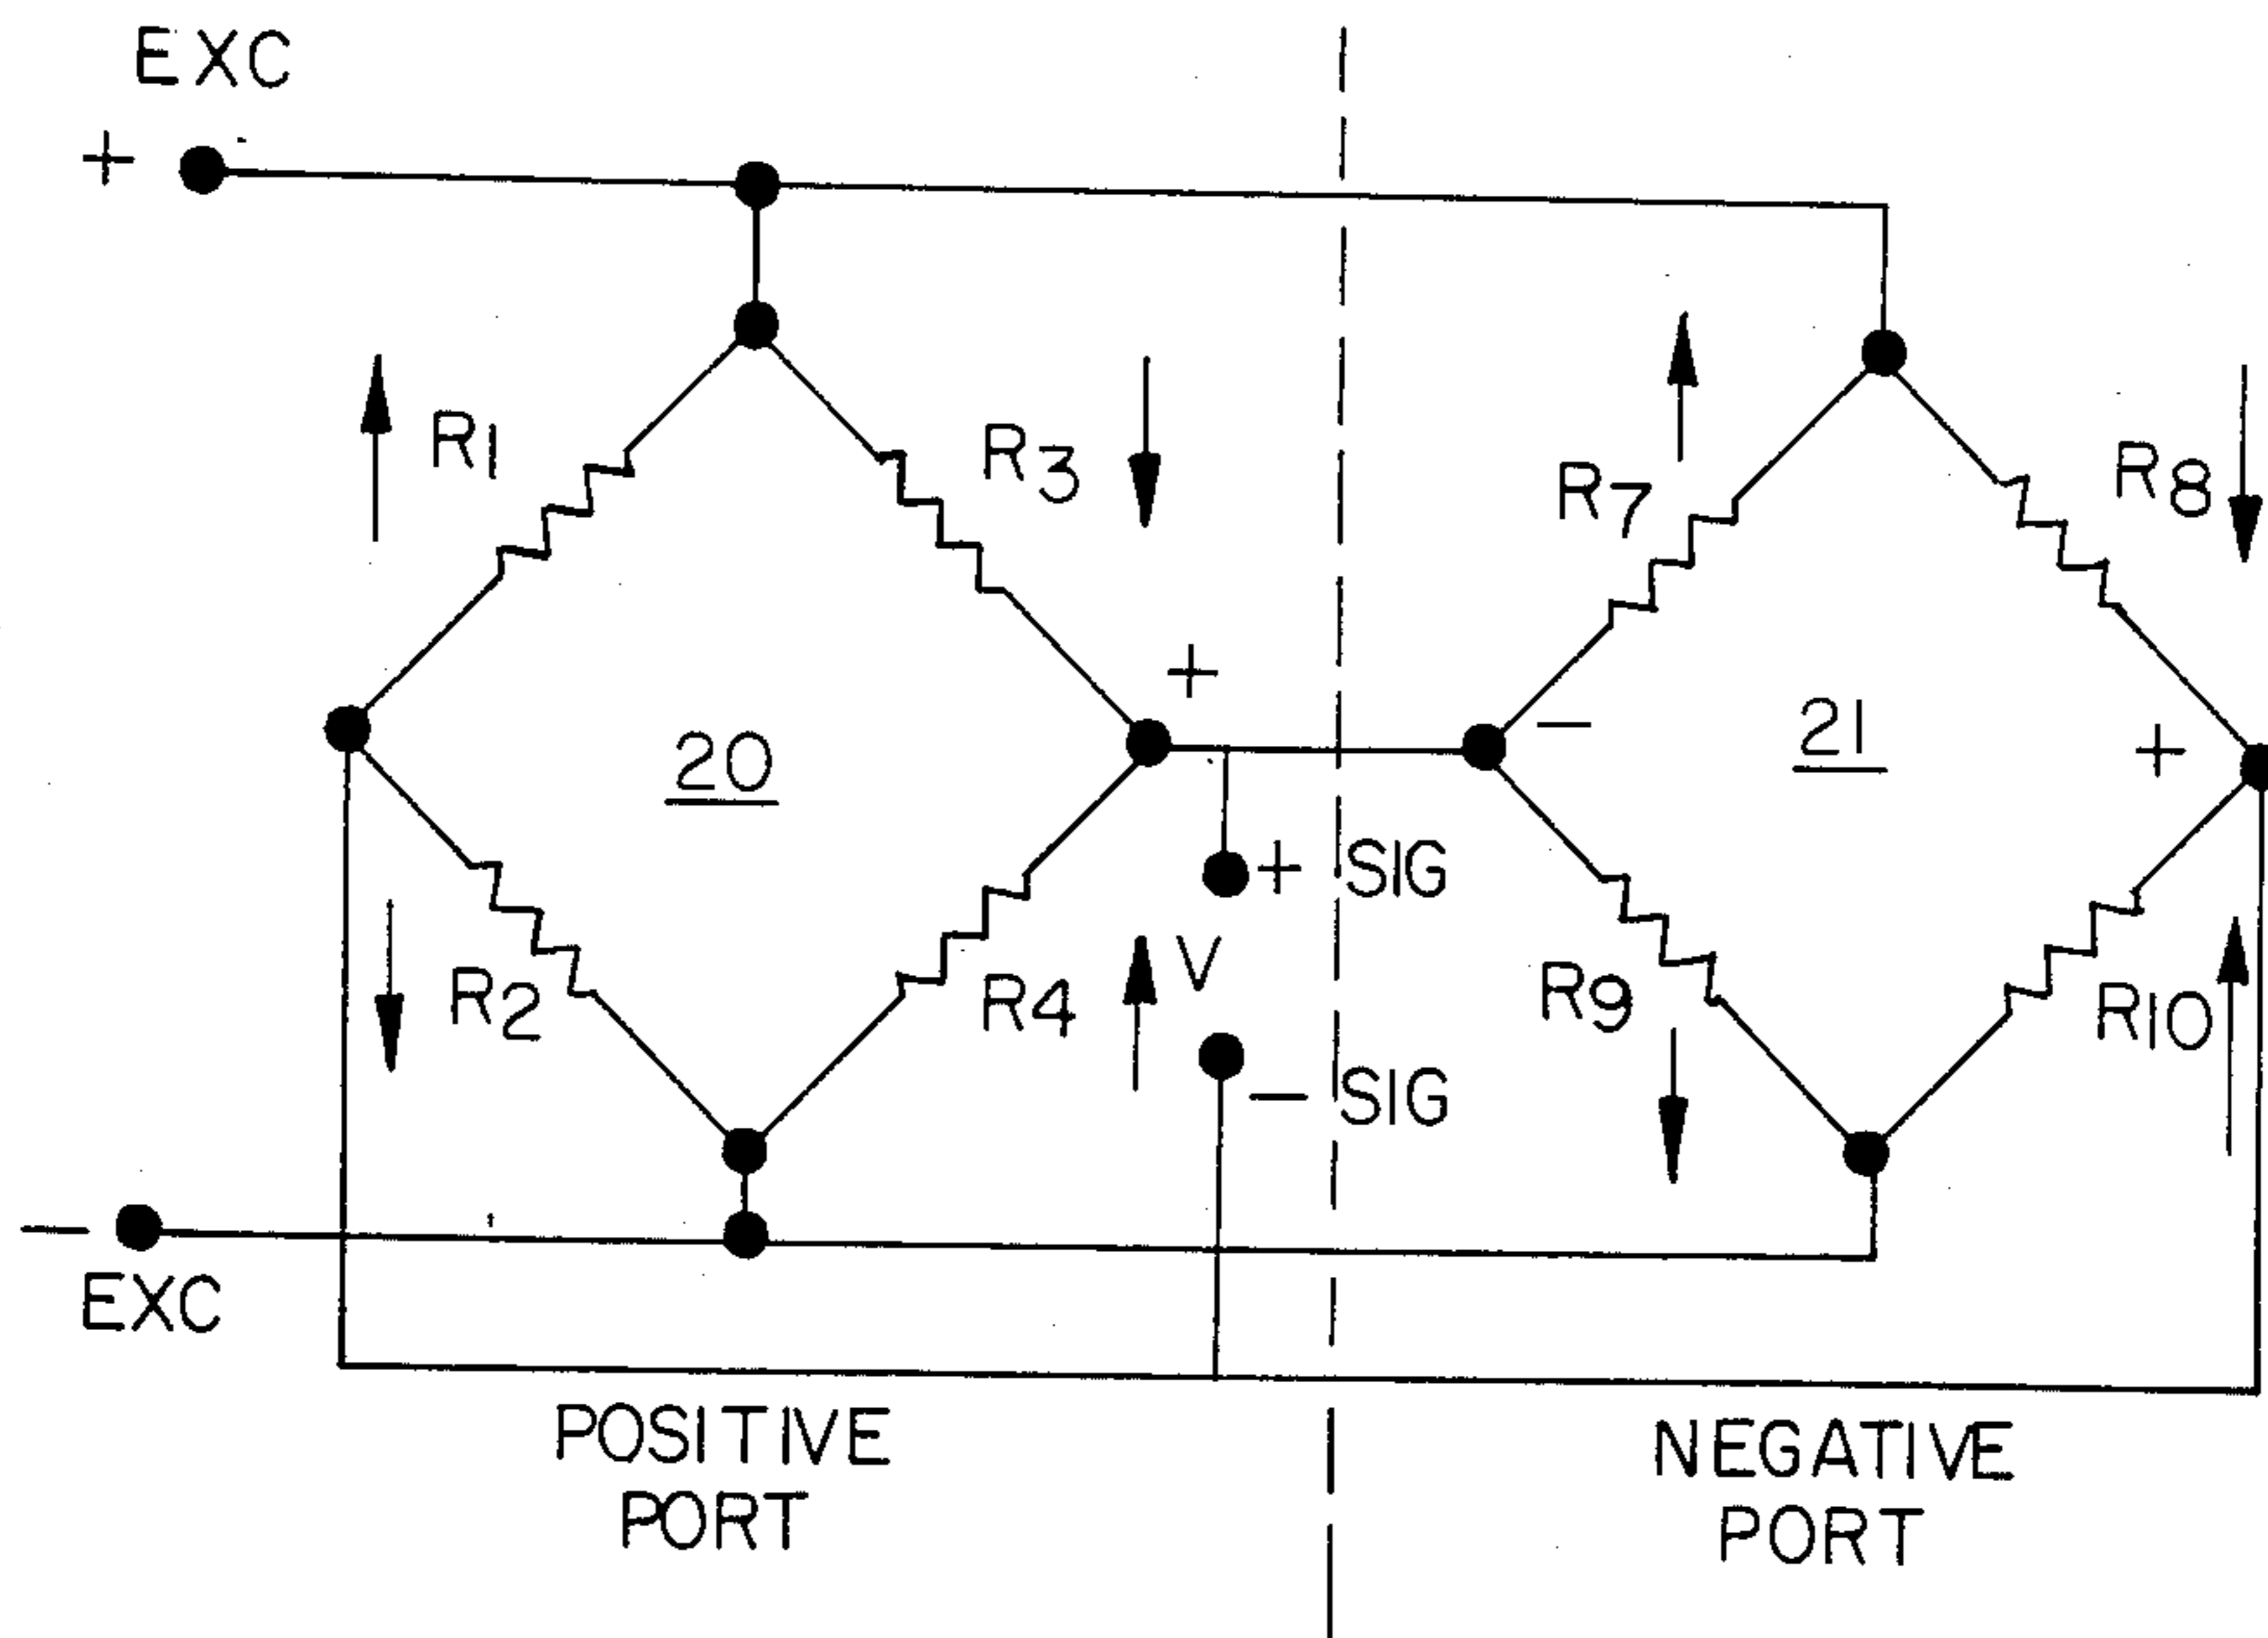 EXC
+
R1
R3
R7
R8
+
20
-
21
+
+ SIG
V
R2
R4
R9
R10
- SIG
-
EXC
POSITIVE
PORT
NEGATIVE
PORT